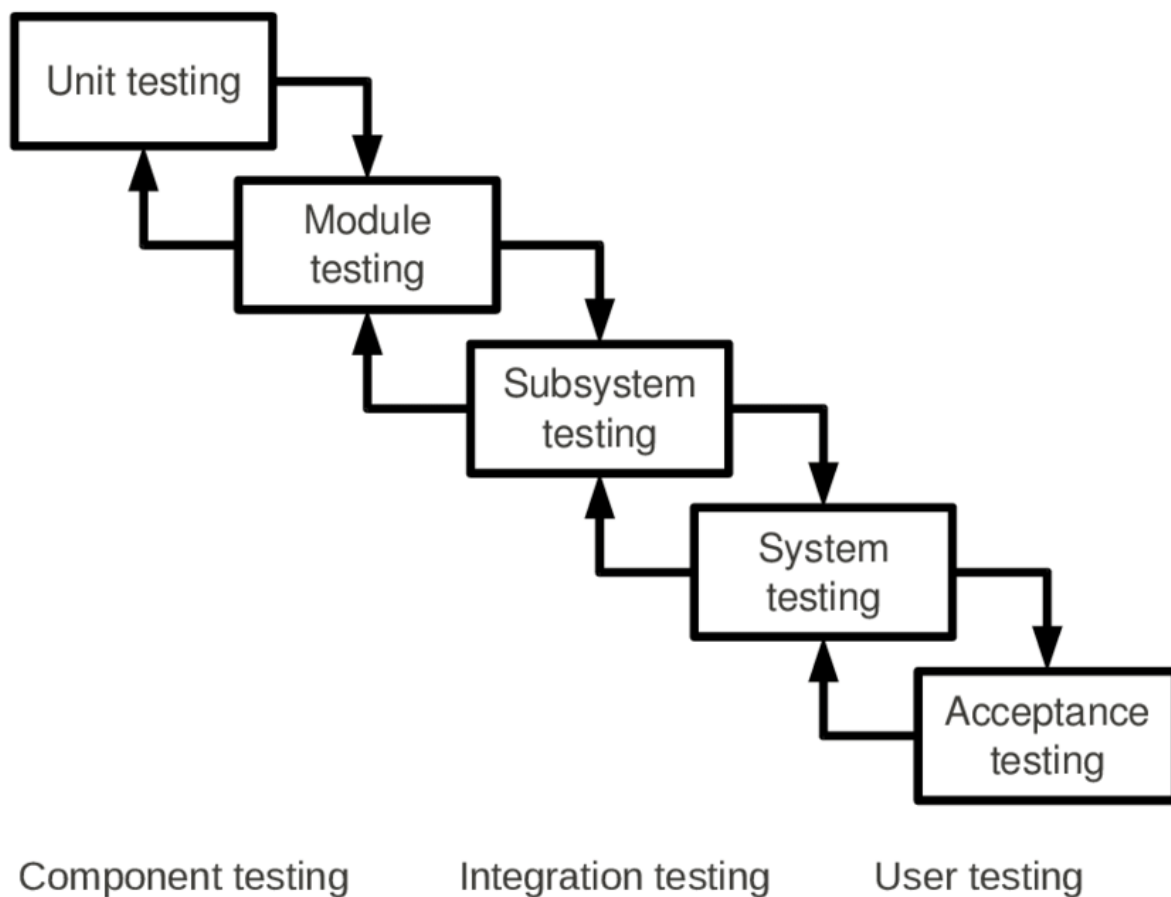 Unit testing
Module
testing
Subsystem
testing
System
testing
Acceptance
testing
Component testing
Integration testing
User testing